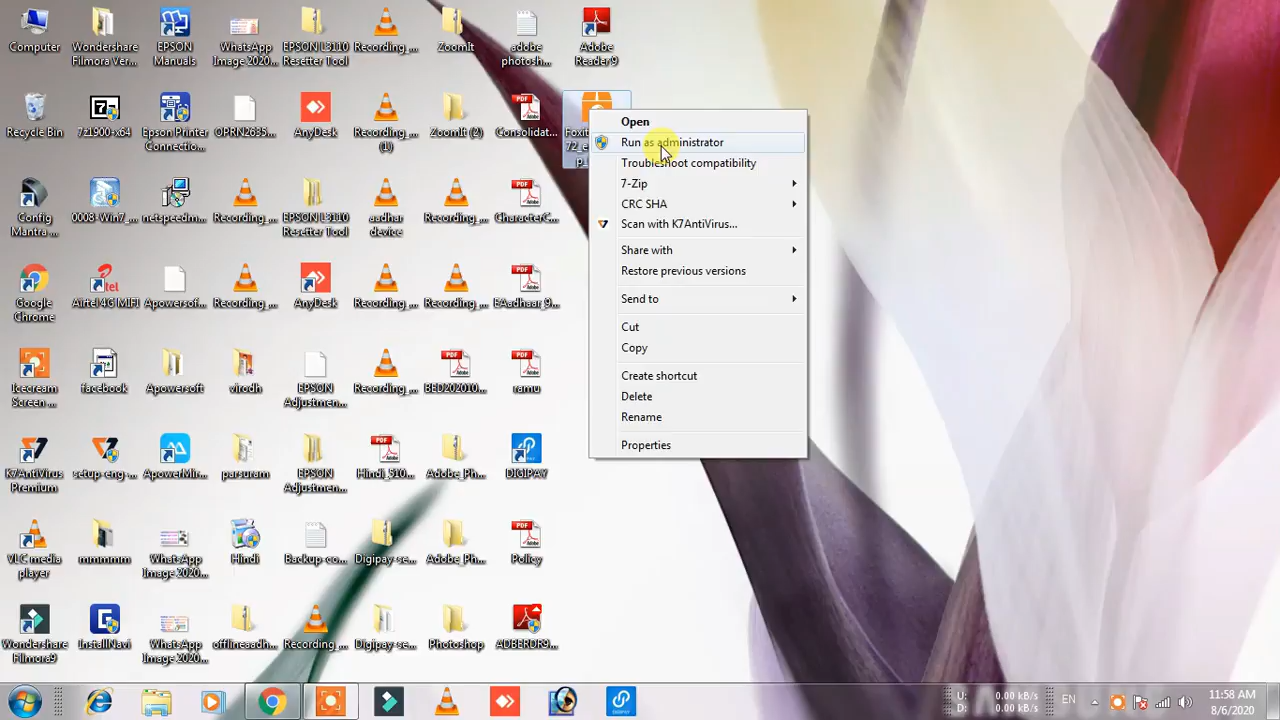 Computer
Wondershare
Filmora Ver...
EPSON
Manuals
WhatsApp
Image 2020...
EPSON L3110
Resetter Tool
Recording_...
ZoomIt
adobe
photosh...
Adobe
Reader9
Recycle Bin
721900-x64
Epson Printer
Connectio...
OPRN2635...
AnyDesk
Recording_...
(1)
ZoomIt (2)
Consolidat...
Config
Mantra ...
0008-Win7_...
netspeedm...
Recording_...
EPSON L3110
Resetter Tool
aadhar
device
Recording_...
CharacterC...
Google
Chrome
Airtel 4G MIFI
Apowersof...
Recording_...
AnyDesk
Recording_...
Recording_...
EAadhaar_9...
Icecream
Screen ...
facebook
Apowersoft
virodh
EPSON
Adjustmen...
Recording_...
BED202010...
ramu
K7AntiVirus
Premium
setup-eng-...
ApowerMir...
parsuram
EPSON
Adjustmen...
Hindi_510...
Adobe_Ph...
DIGIPAY
VLC media
player
mmmmm
WhatsApp
Image 2020...
Hindi
Backup-co...
Digipay-se...
Adobe_Ph...
Policy
Wondershare
Filmora9
InstallNavi
WhatsApp
Image 2020...
offlineaadh...
Recording_...
Digipay-se...
Photoshop
ADBERDR9...
Open
Run as administrator
Troubleshoot compatibility
7-Zip
CRC SHA
Scan with K7AntiVirus...
Share with
Restore previous versions
Send to
Cut
Copy
Create shortcut
Delete
Rename
Properties
U: 0.00 kB/s
D: 0.00 kB/s
EN
11:58 AM
8/6/2020